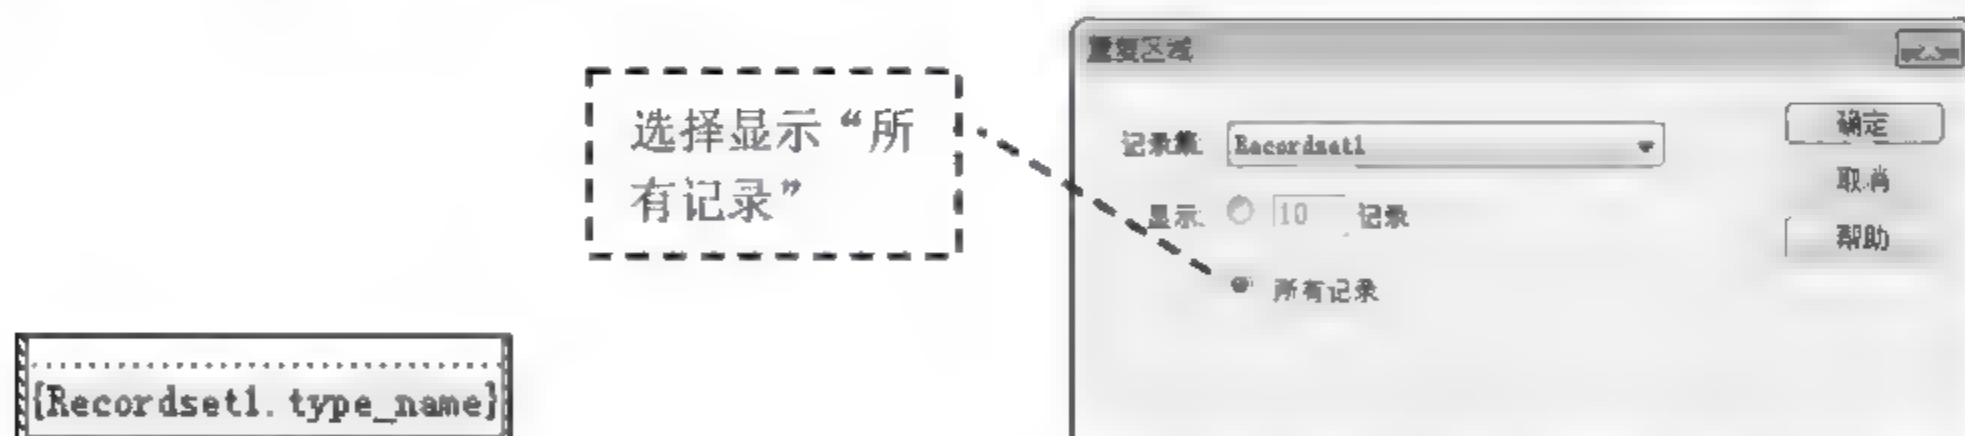 重复区域
选择显示“所
有记录”
记录集: Recordset1
确定
取消
显示: 10 记录
帮助
所有记录
{Recordset1.type_name}